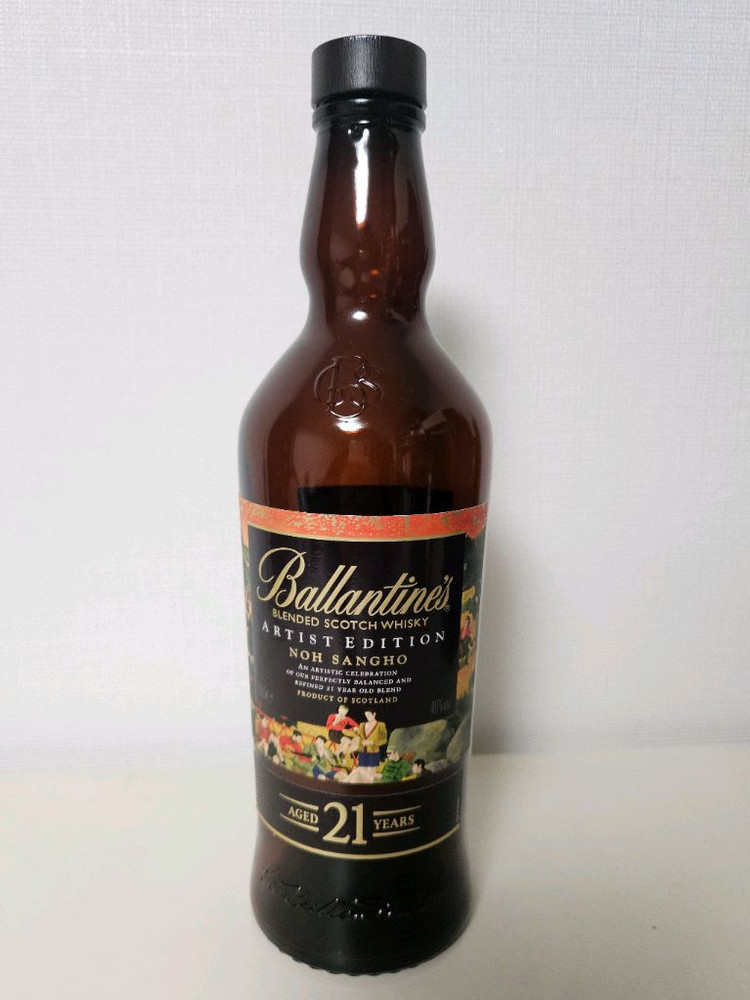 Ballantine's
BLENDED SCOTCH WHISKY
ARTIST EDITION
NOH SANGHO
AN ARTISTIC CELEBRATION
OF OUR PERFECTLY BALANCED AND
REFINED 21 YEAR OLD BLEND
PRODUCT OF SCOTLAND
AGED 21 YEARS